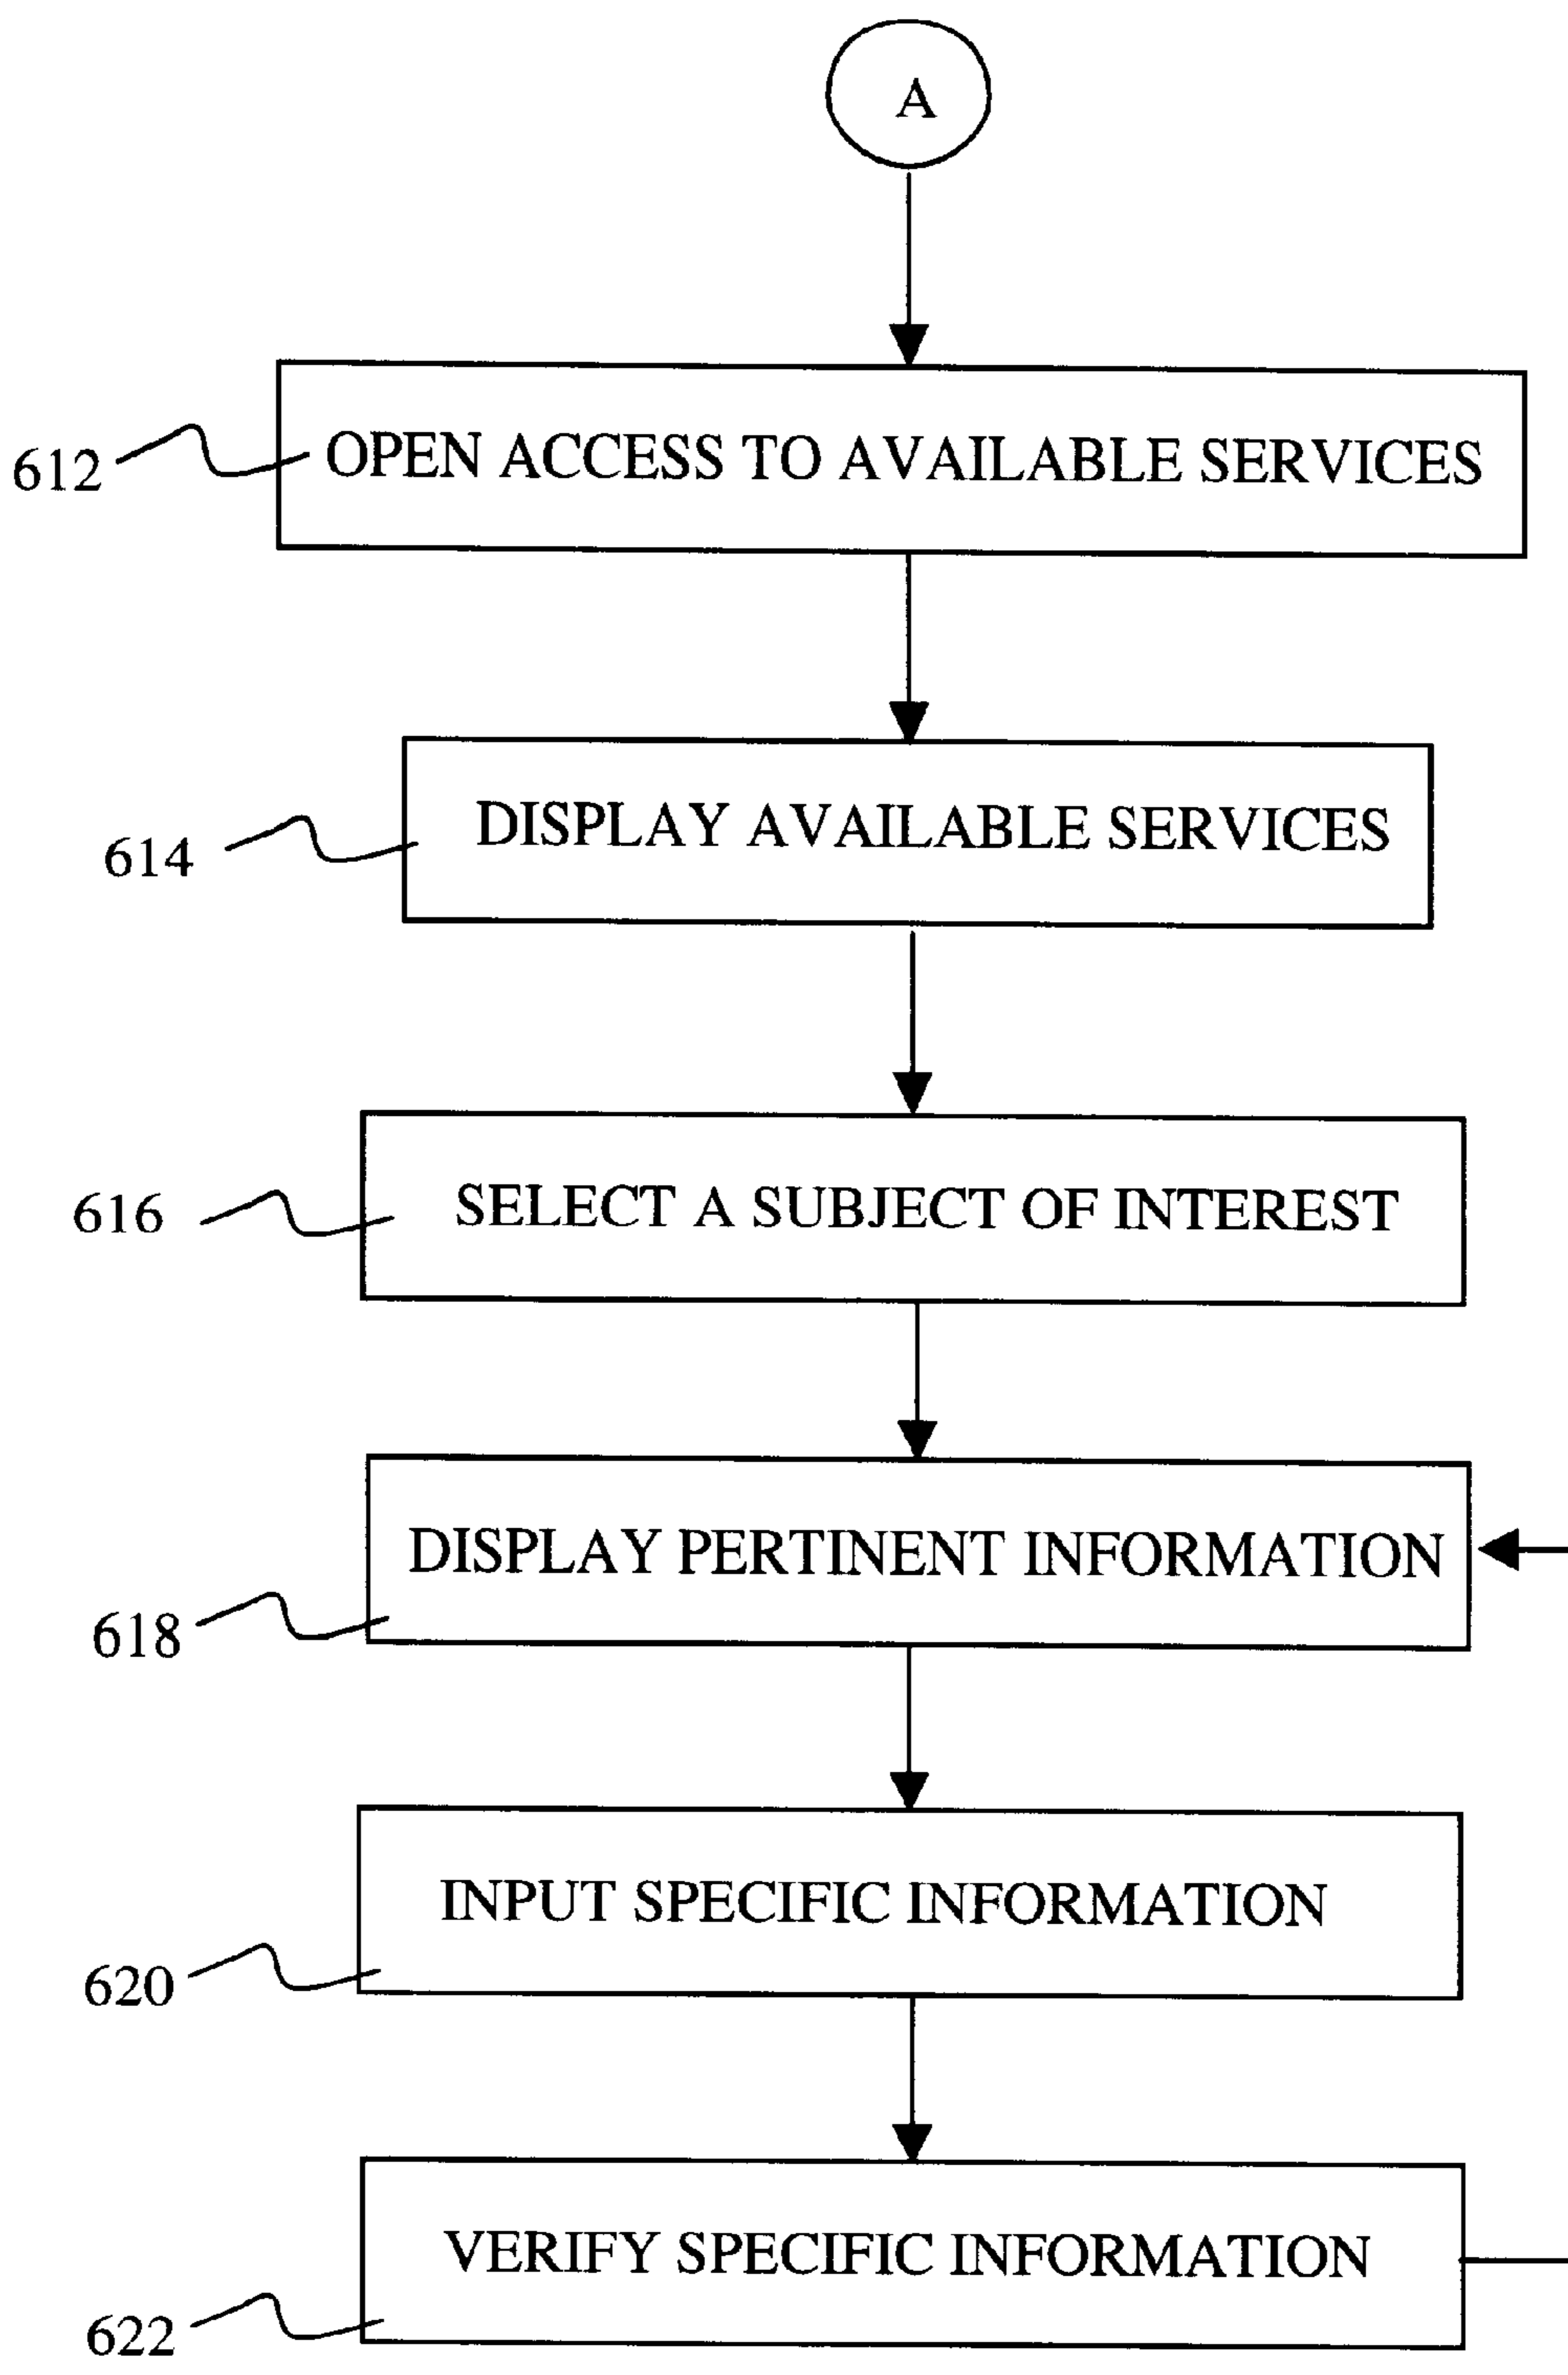 A
612
OPEN ACCESS TO AVAILABLE SERVICES
614
DISPLAY AVAILABLE SERVICES
616
SELECT A SUBJECT OF INTEREST
DISPLAY PERTINENT INFORMATION
618
INPUT SPECIFIC INFORMATION
620
VERIFY SPECIFIC INFORMATION
622